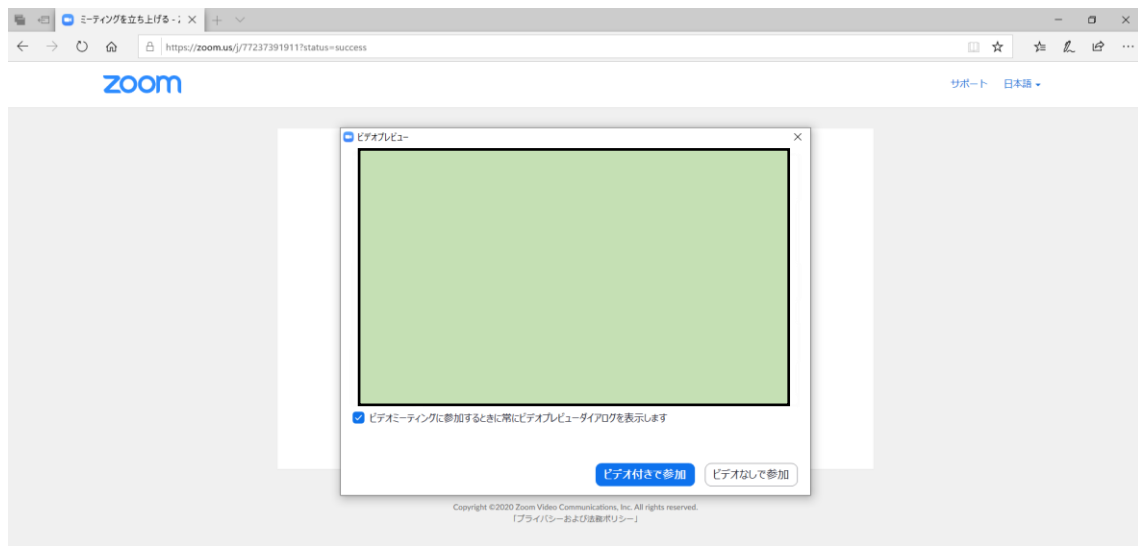 ミーティングを立ち上げる - 
https://zoom.us/j/77237391911?status=success
zoom
サポート 日本語
ビデオプレビュー
ビデオミーティングに参加するときに常にビデオプレビューダイアログを表示します
ビデオ付きで参加 ビデオなしで参加
Copyright ©2020 Zoom Video Communications, Inc. All rights reserved.
「プライバシーおよび法務ポリシー」